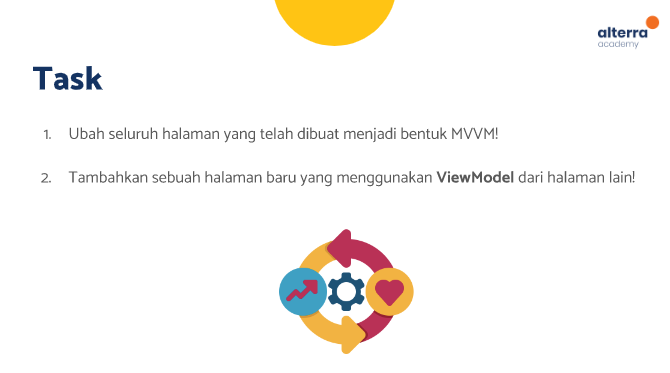 alterra
academy
Task
1. Ubah seluruh halaman yang telah dibuat menjadi bentuk MVVM!
2. Tambahkan sebuah halaman baru yang menggunakan ViewModel dari halaman lain!